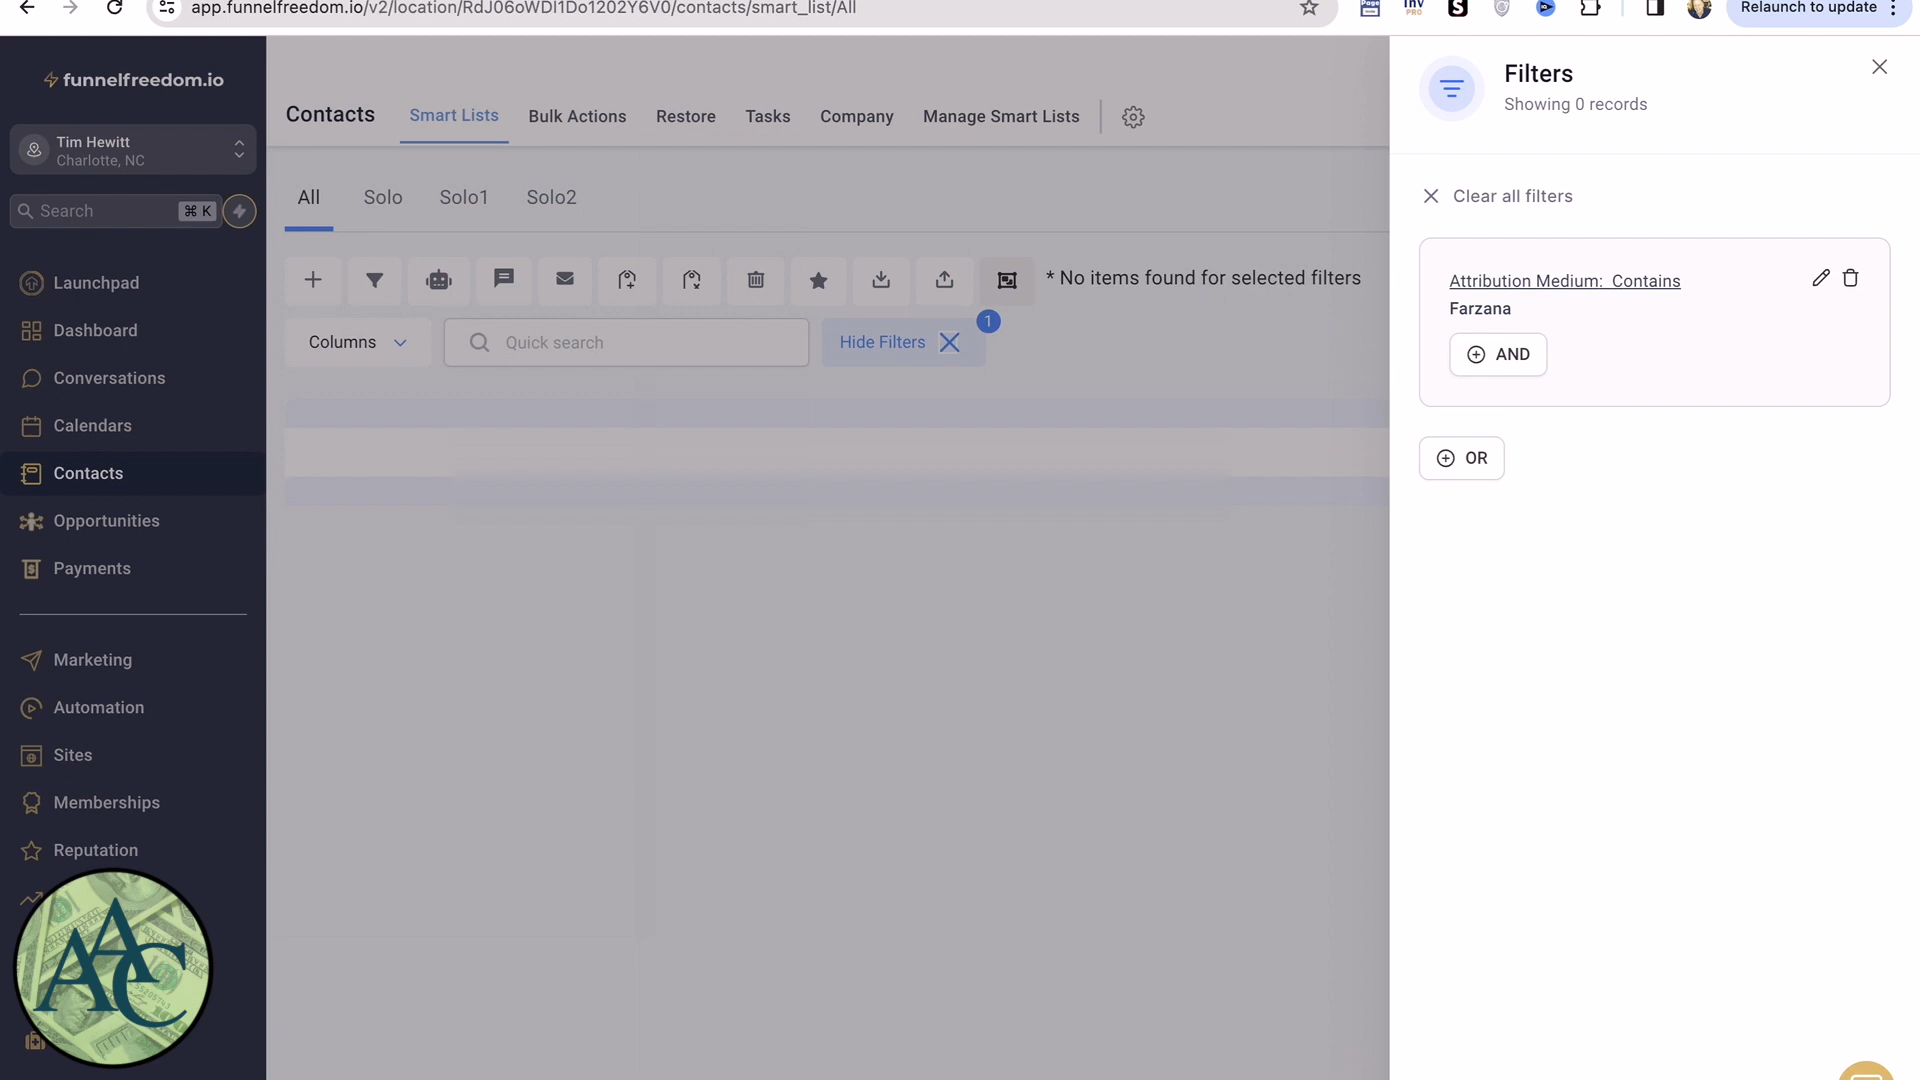 app.funnelfreedom.io/v2/location/RdJ06oWDI1Do1202Y6V0/contacts/smart_list/All
Relaunch to update
funnelfreedom.io
Tim Hewitt
Charlotte, NC
Search
⌘ K
Launchpad
Dashboard
Conversations
Calendars
Contacts
Opportunities
Payments
Marketing
Automation
Sites
Memberships
Reputation
AAC
Contacts
Smart Lists
Bulk Actions
Restore
Tasks
Company
Manage Smart Lists
All
Solo
Solo1
Solo2
* No items found for selected filters
Columns
Quick search
Hide Filters
1
Filters
Showing 0 records
Clear all filters
Attribution Medium: Contains
Farzana
AND
OR